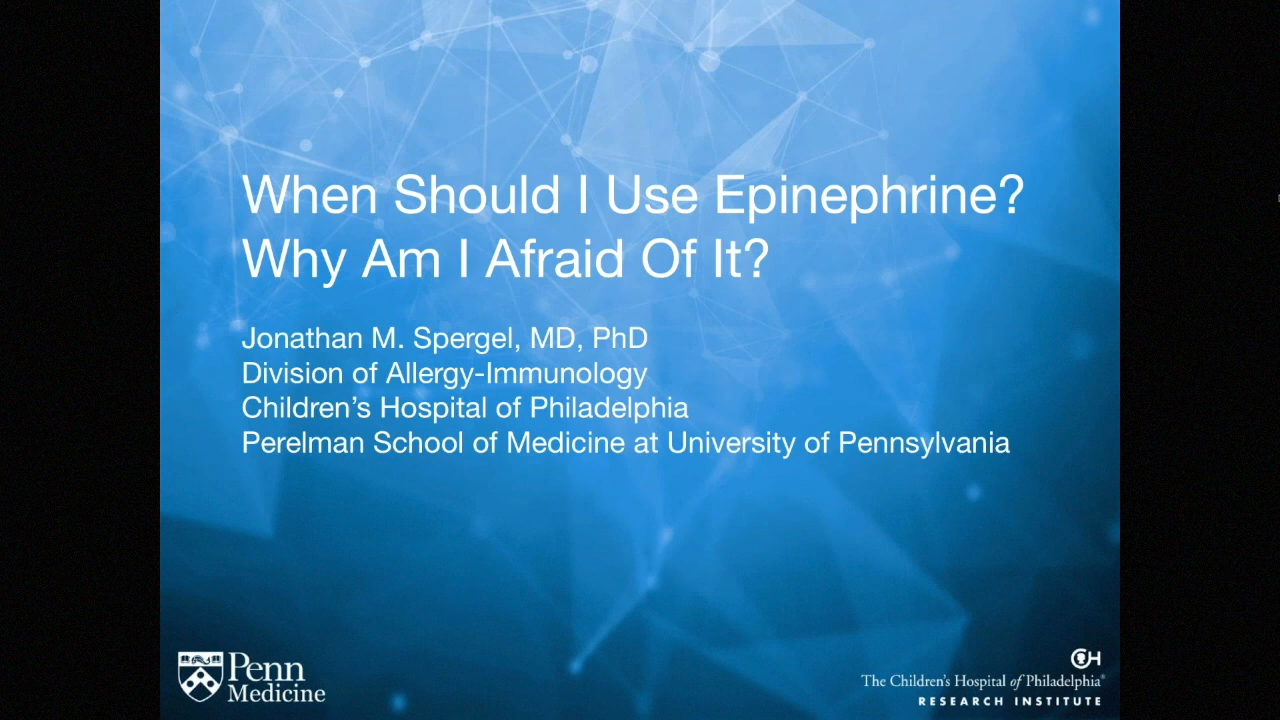 When Should I Use Epinephrine?
Why Am I Afraid Of It?
Jonathan M. Spergel, MD, PhD
Division of Allergy-Immunology
Children’s Hospital of Philadelphia
Perelman School of Medicine at University of Pennsylvania
Penn
Medicine
CH
The Children's Hospital of Philadelphia®
RESEARCH INSTITUTE